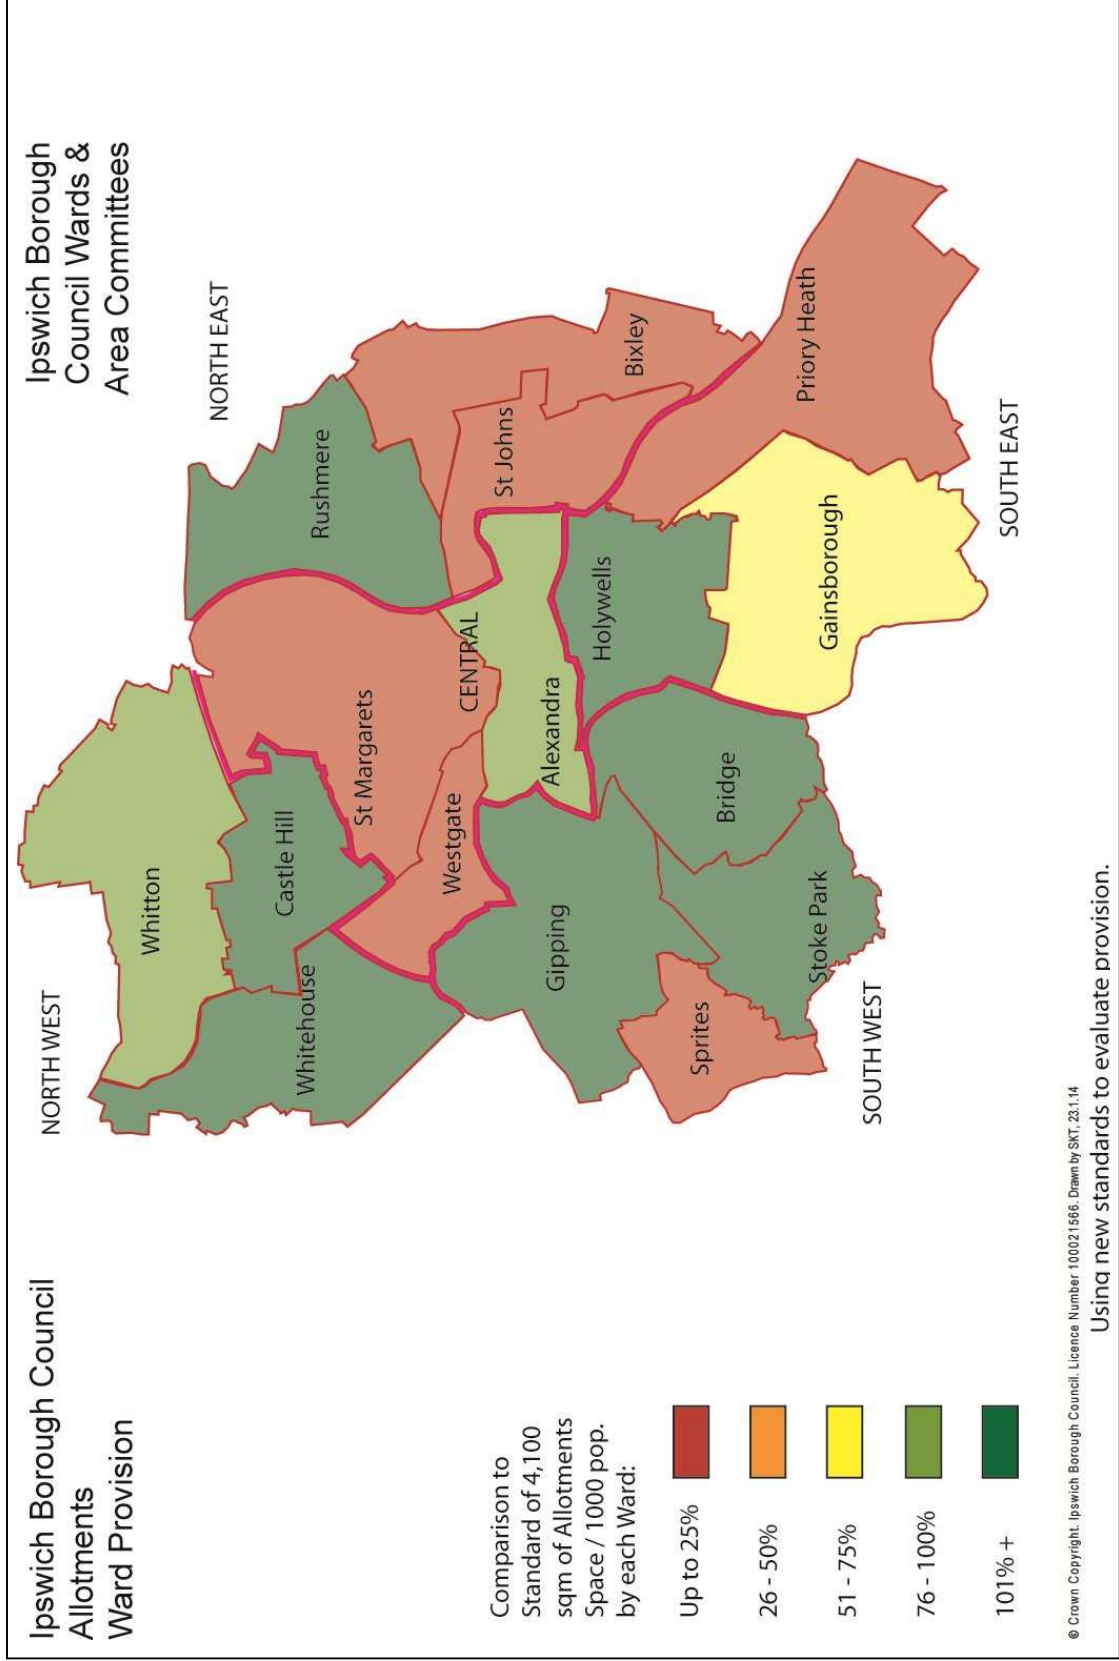 Ipswich Borough Council
Allotments
Ward Provision
Ipswich Borough
Council Wards &
Area Committees
NORTH WEST
NORTH EAST
Whitton
Rushmere
Castle Hill
Whitehouse
St Margarets
CENTRAL
Westgate
St Johns
Bixley
Alexandra
Holywells
Gipping
Bridge
Priory Heath
Gainsborough
Sprites
Stoke Park
SOUTH WEST
SOUTH EAST
Comparison to
Standard of 4,100
sqm of Allotments
Space / 1000 pop.
by each Ward:
Up to 25%
26 - 50%
51 - 75%
76 - 100%
101% +
© Crown Copyright. Ipswich Borough Council. Licence Number 100021566. Drawn by SKT, 23.1.14
Using new standards to evaluate provision.